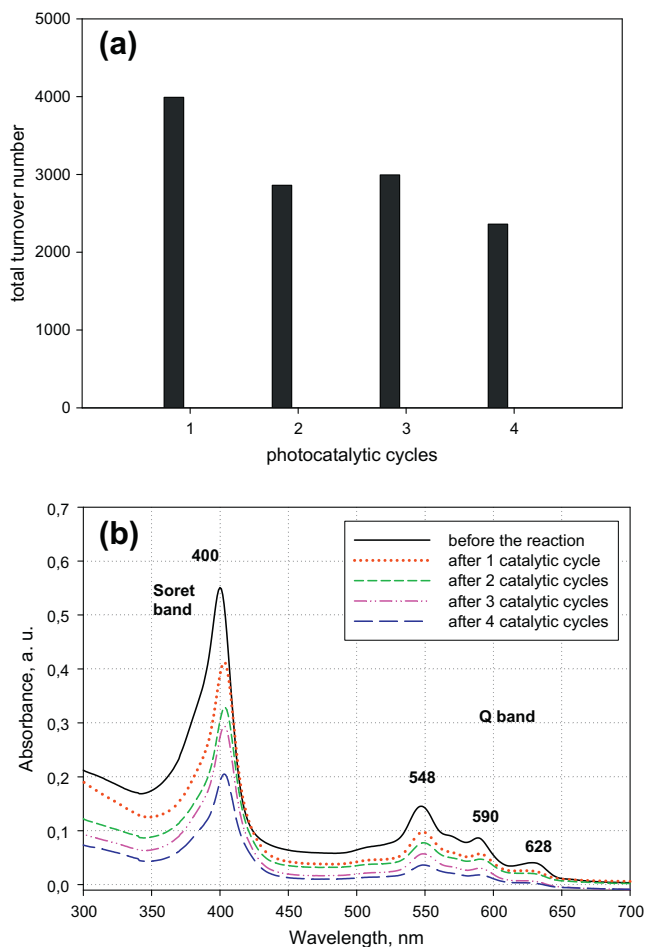 (a)
total turnover number
5000
4000
3000
2000
1000
0
1 2 3 4
photocatalytic cycles
(b)
Absorbance, a. u.
0,7
0,6
0,5
0,4
0,3
0,2
0,1
0,0
before the reaction
after 1 catalytic cycle
after 2 catalytic cycles
after 3 catalytic cycles
after 4 catalytic cycles
400
Soret
band
Q band
548
590
628
300 350 400 450 500 550 600 650 700
Wavelength, nm